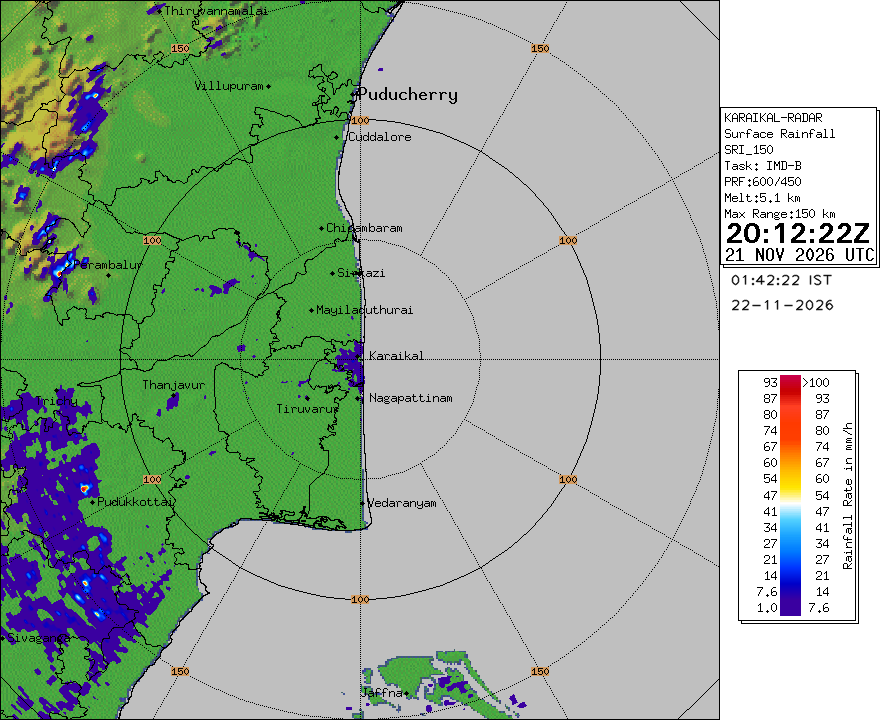 Thiruvannamalai
150
150
Villupuram
Puducherry
100
Cuddalore
Chidambaram
100
100
Perambalur
Sirkazi
Mayiladuthurai
Karaikal
Thanjavur
Nagapattinam
Trichy
Tiruvarur
100
100
Pudukkottai
Vedaranyam
100
Sivaganga
150
150
Jaffna
KARAIKAL-RADAR
Surface Rainfall
SRI_150
Task: IMD-B
PRF:600/450
Melt:5.1 km
Max Range:150 km
20:12:22Z
21 NOV 2026 UTC
01:42:22 IST
22-11-2026
93 >100
87 93
80 87
74 80
67 74
60 67
54 60
47 54
41 47
34 41
27 34
21 27
14 21
7.6 14
1.0 7.6
Rainfall Rate in mm/h